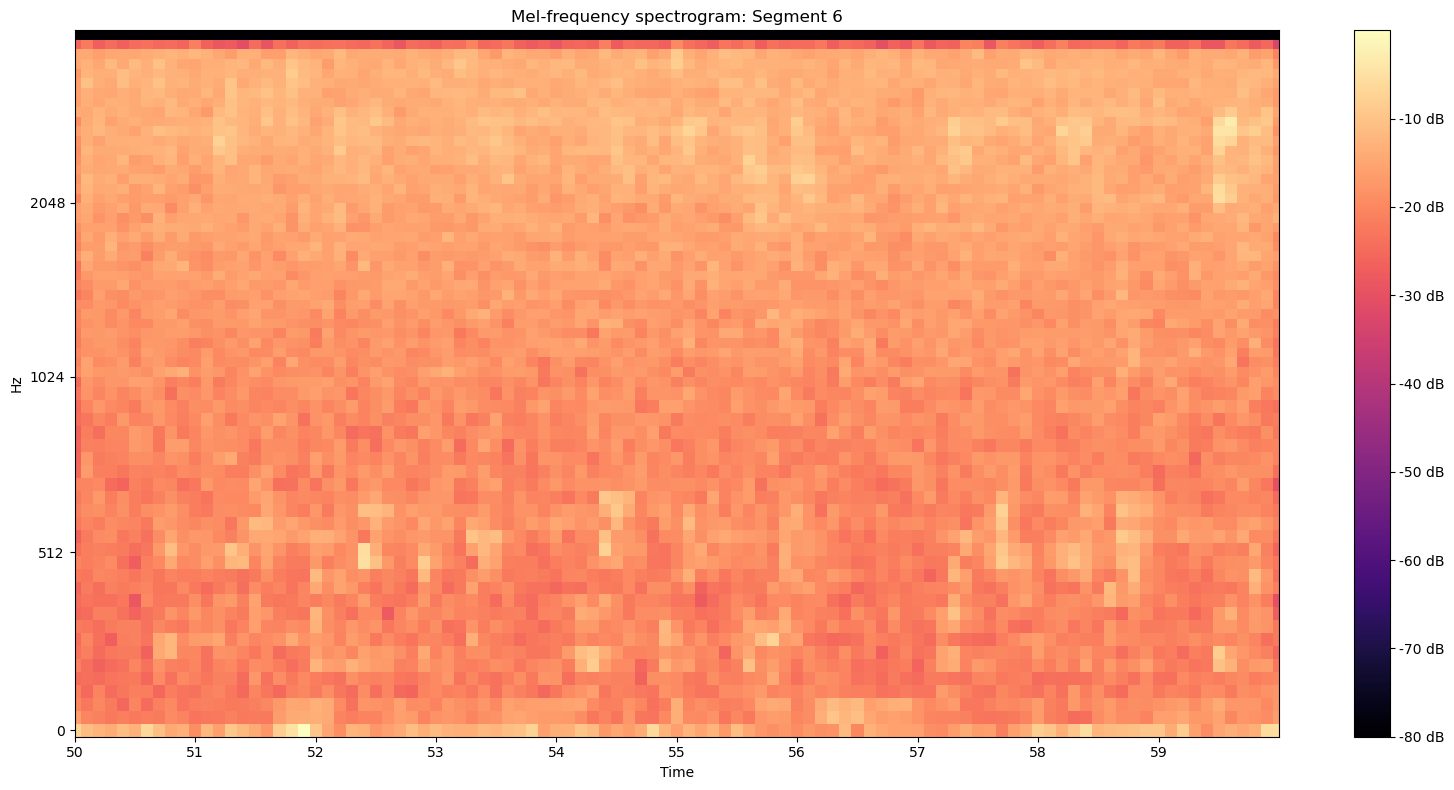 Mel-frequency spectrogram: Segment 6
Hz
2048
1024
512
0
50 51 52 53 54 55 56 57 58 59
Time
-10 dB
-20 dB
-30 dB
-40 dB
-50 dB
-60 dB
-70 dB
-80 dB